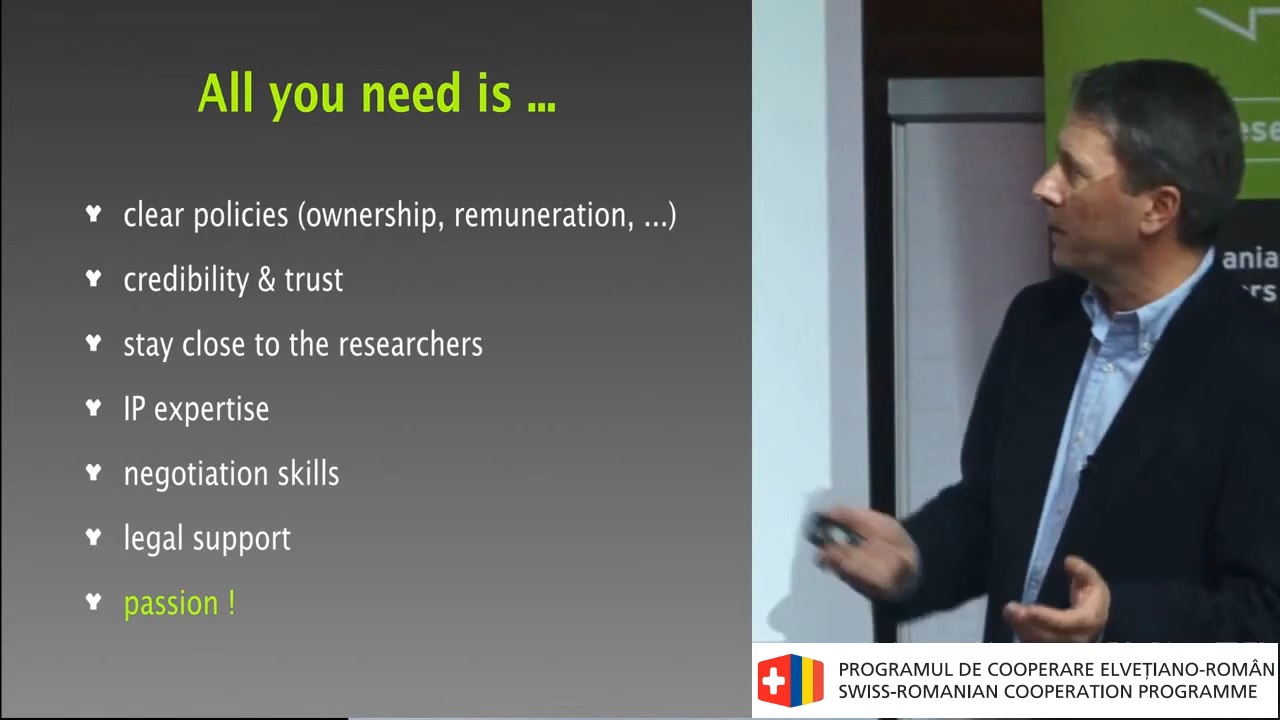 All you need is ...
clear policies (ownership, remuneration, ...)
credibility & trust
stay close to the researchers
IP expertise
negotiation skills
legal support
passion !
PROGRAMUL DE COOPERARE ELVEȚIANO-ROMÂN
SWISS-ROMANIAN COOPERATION PROGRAMME